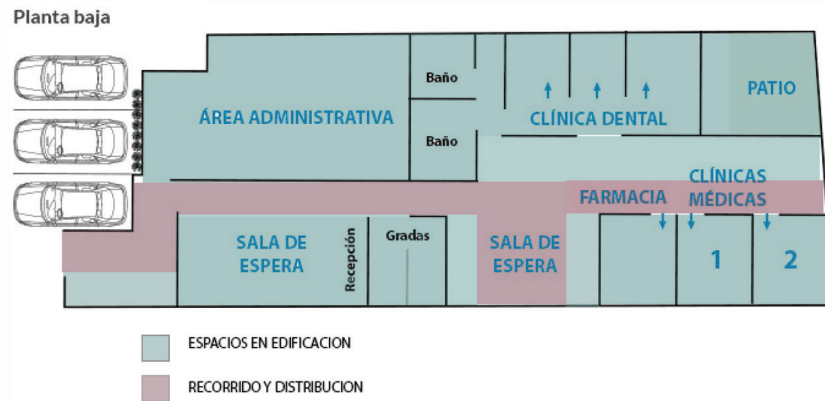 Planta baja
Baño
ÁREA ADMINISTRATIVA
CLÍNICA DENTAL
PATIO
Baño
CLÍNICAS
FARMACIA MÉDICAS
SALA DE
ESPERA
Recepción
Gradas
SALA DE
ESPERA
1
2
ESPACIOS EN EDIFICACION
RECORRIDO Y DISTRIBUCION